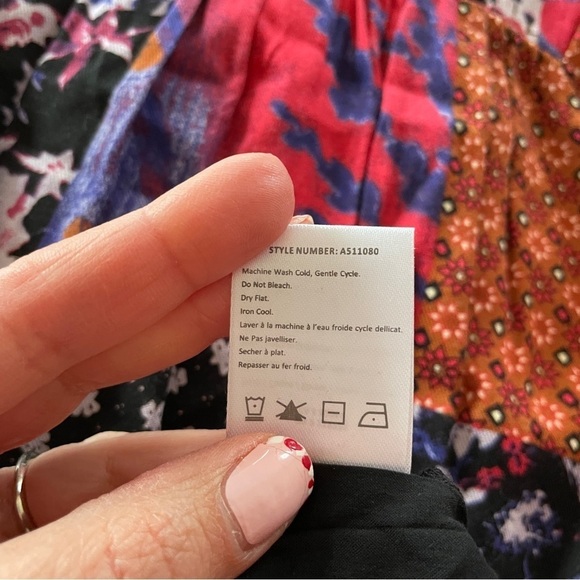 STYLE NUMBER: A511080
Machine Wash Cold, Gentle Cycle.
Do Not Bleach.
Dry Flat.
Iron Cool.
Laver à la machine à l'eau froide cycle dellicat.
Ne Pas javelliser.
Secher à plat.
Repasser au fer froid.